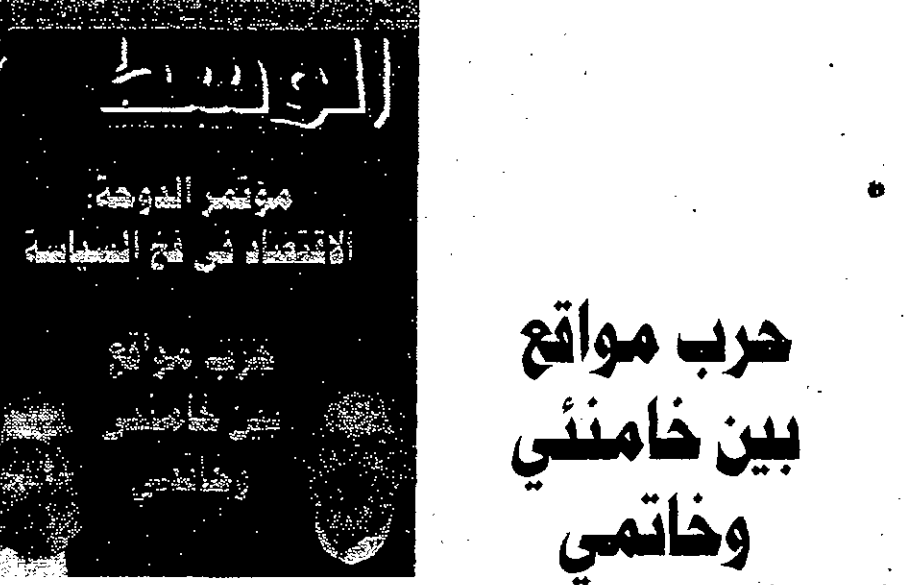 الوسط
مؤتمر الدوحة:
الاقتصاد في فخ السياسة
حرب مواقع
بين خامنئي
وخاتمي
حرب مواقع
بين خامنئي
وخاتمي